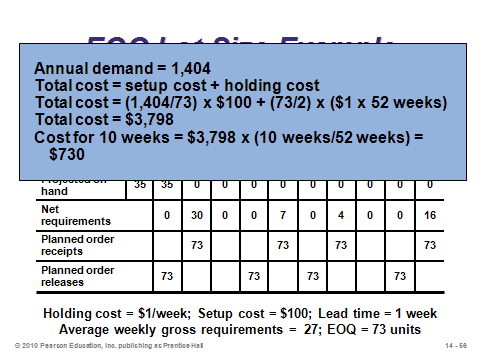 EOQ Lot Size Example
Annual demand = 1,404
Total cost = setup cost + holding cost
Total cost = (1,404/73) x $100 + (73/2) x ($1 x 52 weeks)
Total cost = $3,798
Cost for 10 weeks = $3,798 x (10 weeks/52 weeks) =
$730
Projected on
hand 35 35 0 0 0 0 0 0 0 0 0
Net
requirements 0 30 0 0 7 0 4 0 0 16
Planned order
receipts 73 73 73 73
Planned order
releases 73 73 73 73
Holding cost = $1/week; Setup cost = $100; Lead time = 1 week
Average weekly gross requirements = 27; EOQ = 73 units
© 2010 Pearson Education, Inc. publishing as Prentice Hall
14 - 56